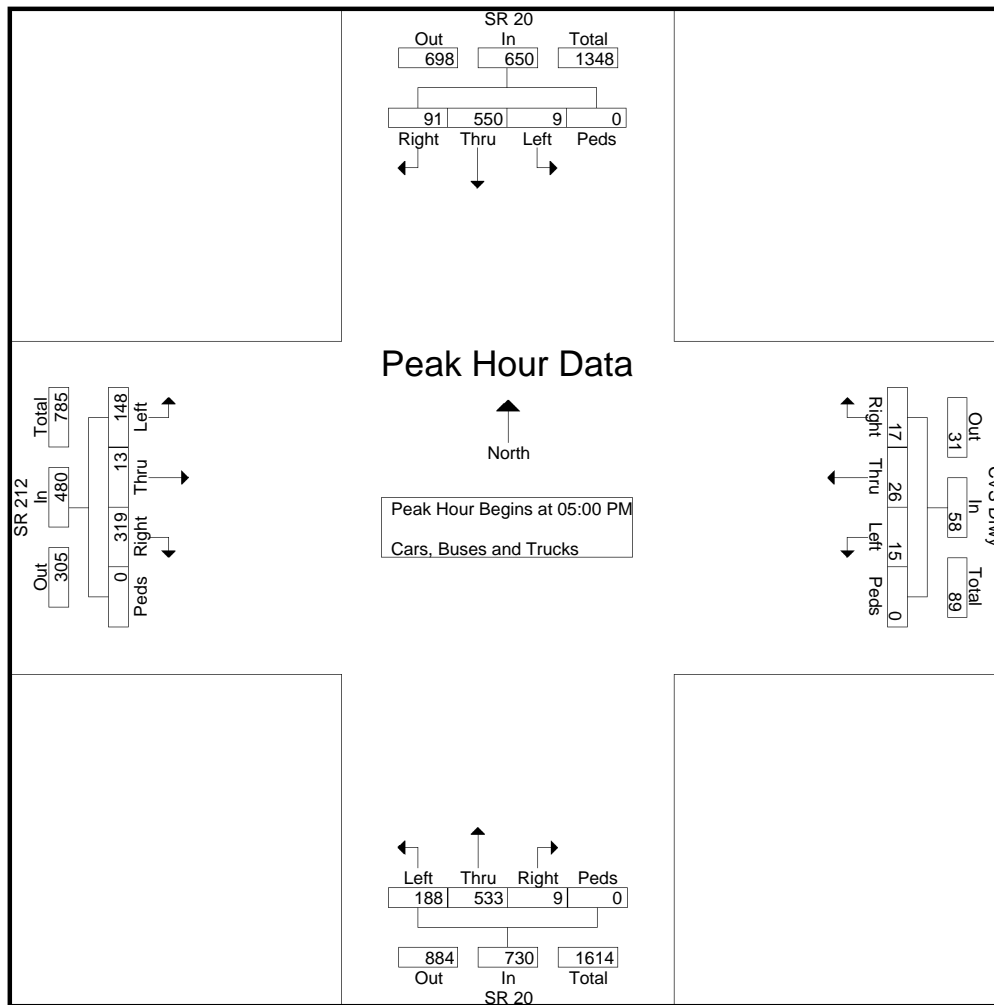 SR 20
Out In Total
698 650 1348
91 550 9 0
Right Thru Left Peds
Peak Hour Data
North
Peak Hour Begins at 05:00 PM
Cars, Buses and Trucks
SR 212
Total In Out
785 480 305
148 13 319 0
Left Thru Right Peds
Right Thru Left Peds
17 26 15 0
Out In Total
31 58 89
Left Thru Right Peds
188 533 9 0
884 730 1614
Out In Total
SR 20